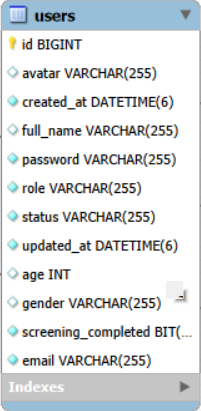 users
id BIGINT
avatar VARCHAR(255)
created_at DATETIME(6)
full_name VARCHAR(255)
password VARCHAR(255)
role VARCHAR(255)
status VARCHAR(255)
updated_at DATETIME(6)
age INT
gender VARCHAR(255)
screening_completed BIT(...
email VARCHAR(255)
Indexes